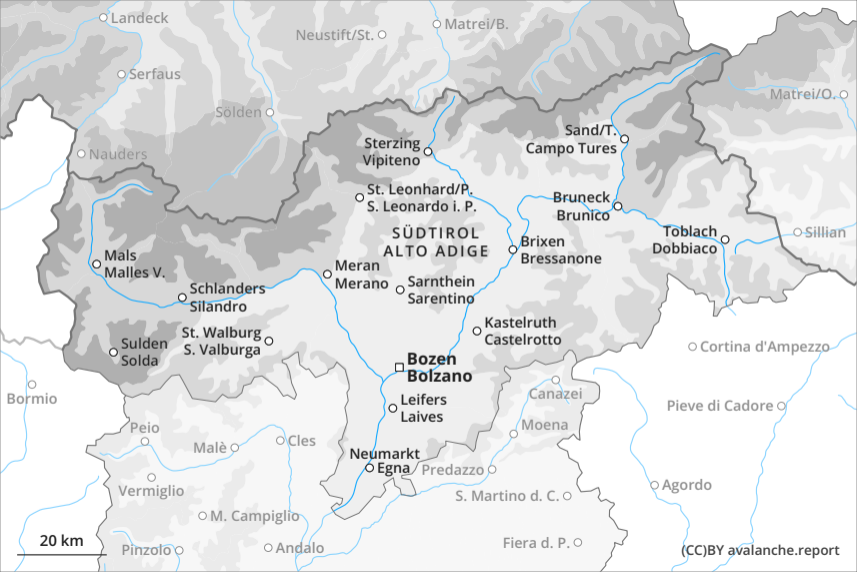 Landeck
Matrei/B.
Neustift/St.
Serfaus
Matrei/O.
Sölden
Sand/T.
Campo Tures
Sterzing
Vipiteno
Nauders
St. Leonhard/P.
S. Leonardo i. P.
Bruneck
Brunico
SÜDTIROL
ALTO ADIGE
Toblach
Dobbiaco
Sillian
Brixen
Bressanone
Mals
Malles V.
Meran
Merano
Sarnthein
Sarentino
Schlanders
Silandro
Kastelruth
Castelrotto
St. Walburg
S. Valburga
Sulden
Solda
Cortina d'Ampezzo
Bozen
Bolzano
Bormio
Canazei
Leifers
Laives
Pieve di Cadore
Peio
Moena
Malè
Cles
Neumarkt
Egna
Predazzo
Vermiglio
Agordo
S. Martino d. C.
M. Campiglio
20 km
Pinzolo
Andalo
Fiera d. P.
(CC)BY avalanche.report